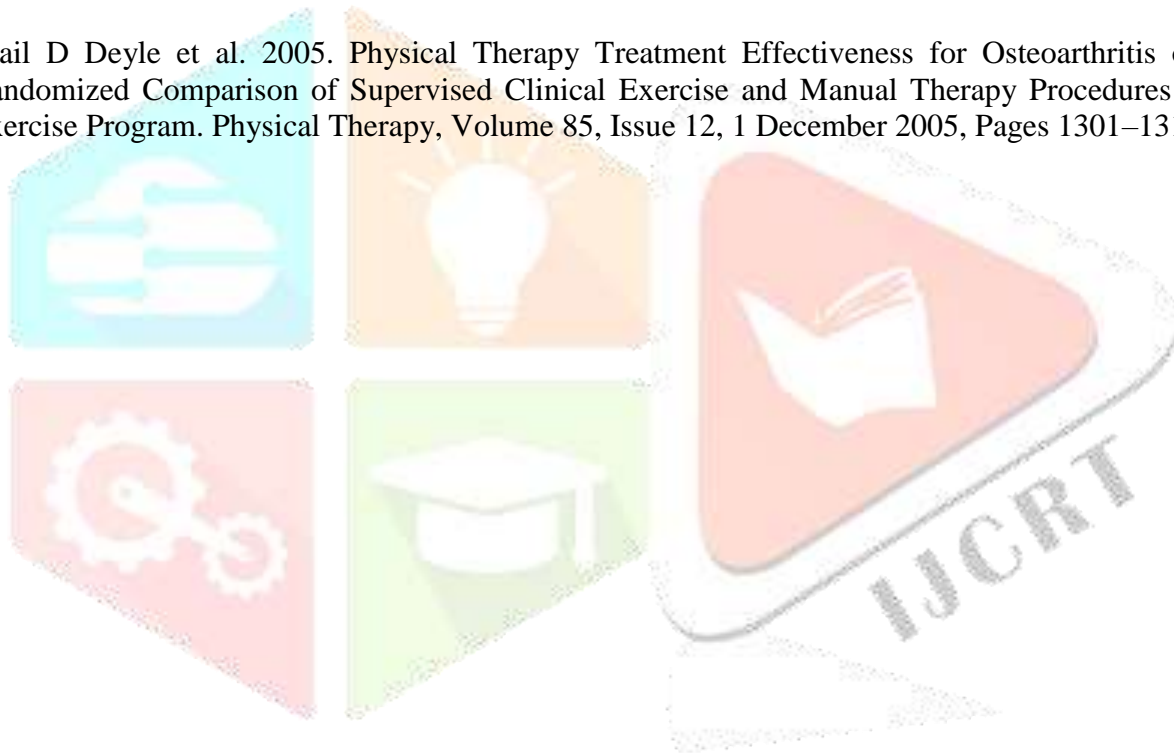 ail D Deyle et al. 2005. Physical Therapy Treatment Effectiveness for Osteoarthritis
andomized Comparison of Supervised Clinical Exercise and Manual Therapy Procedures
xercise Program. Physical Therapy, Volume 85, Issue 12, 1 December 2005, Pages 1301–131
IJCRT